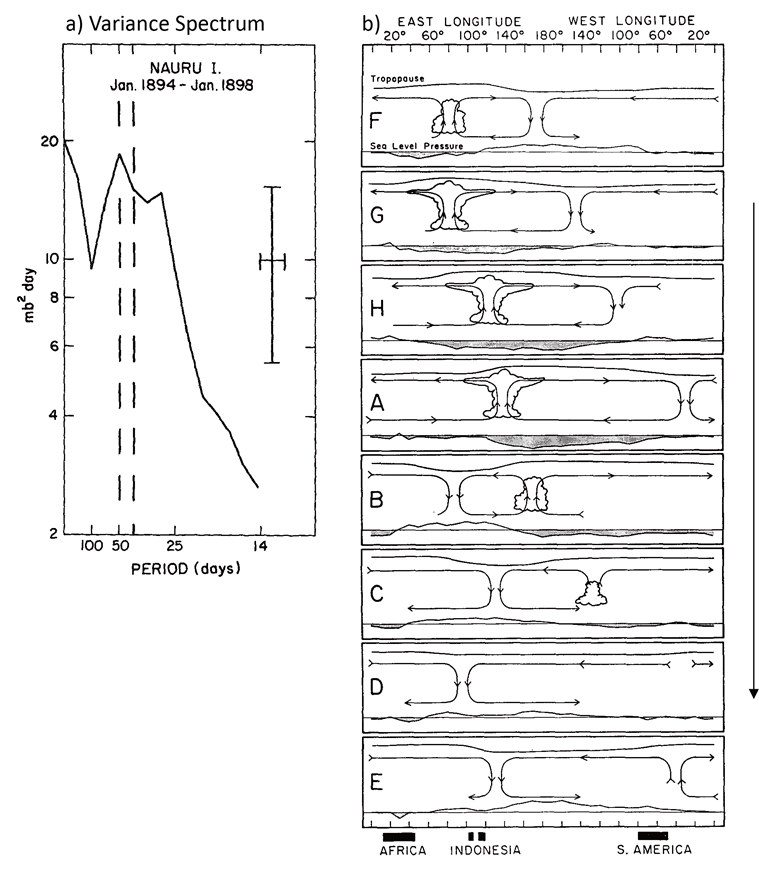 a) Variance Spectrum
NAURU I.
Jan. 1894 - Jan. 1898
20
10
8
6
4
2
mb² day
100 50 25 14
PERIOD (days)
b)
EAST LONGITUDE WEST LONGITUDE
20° 60° 100° 140° 180° 140° 100° 60° 20°
Tropopause
F
Sea Level Pressure
G
H
A
B
C
D
E
AFRICA INDONESIA S. AMERICA